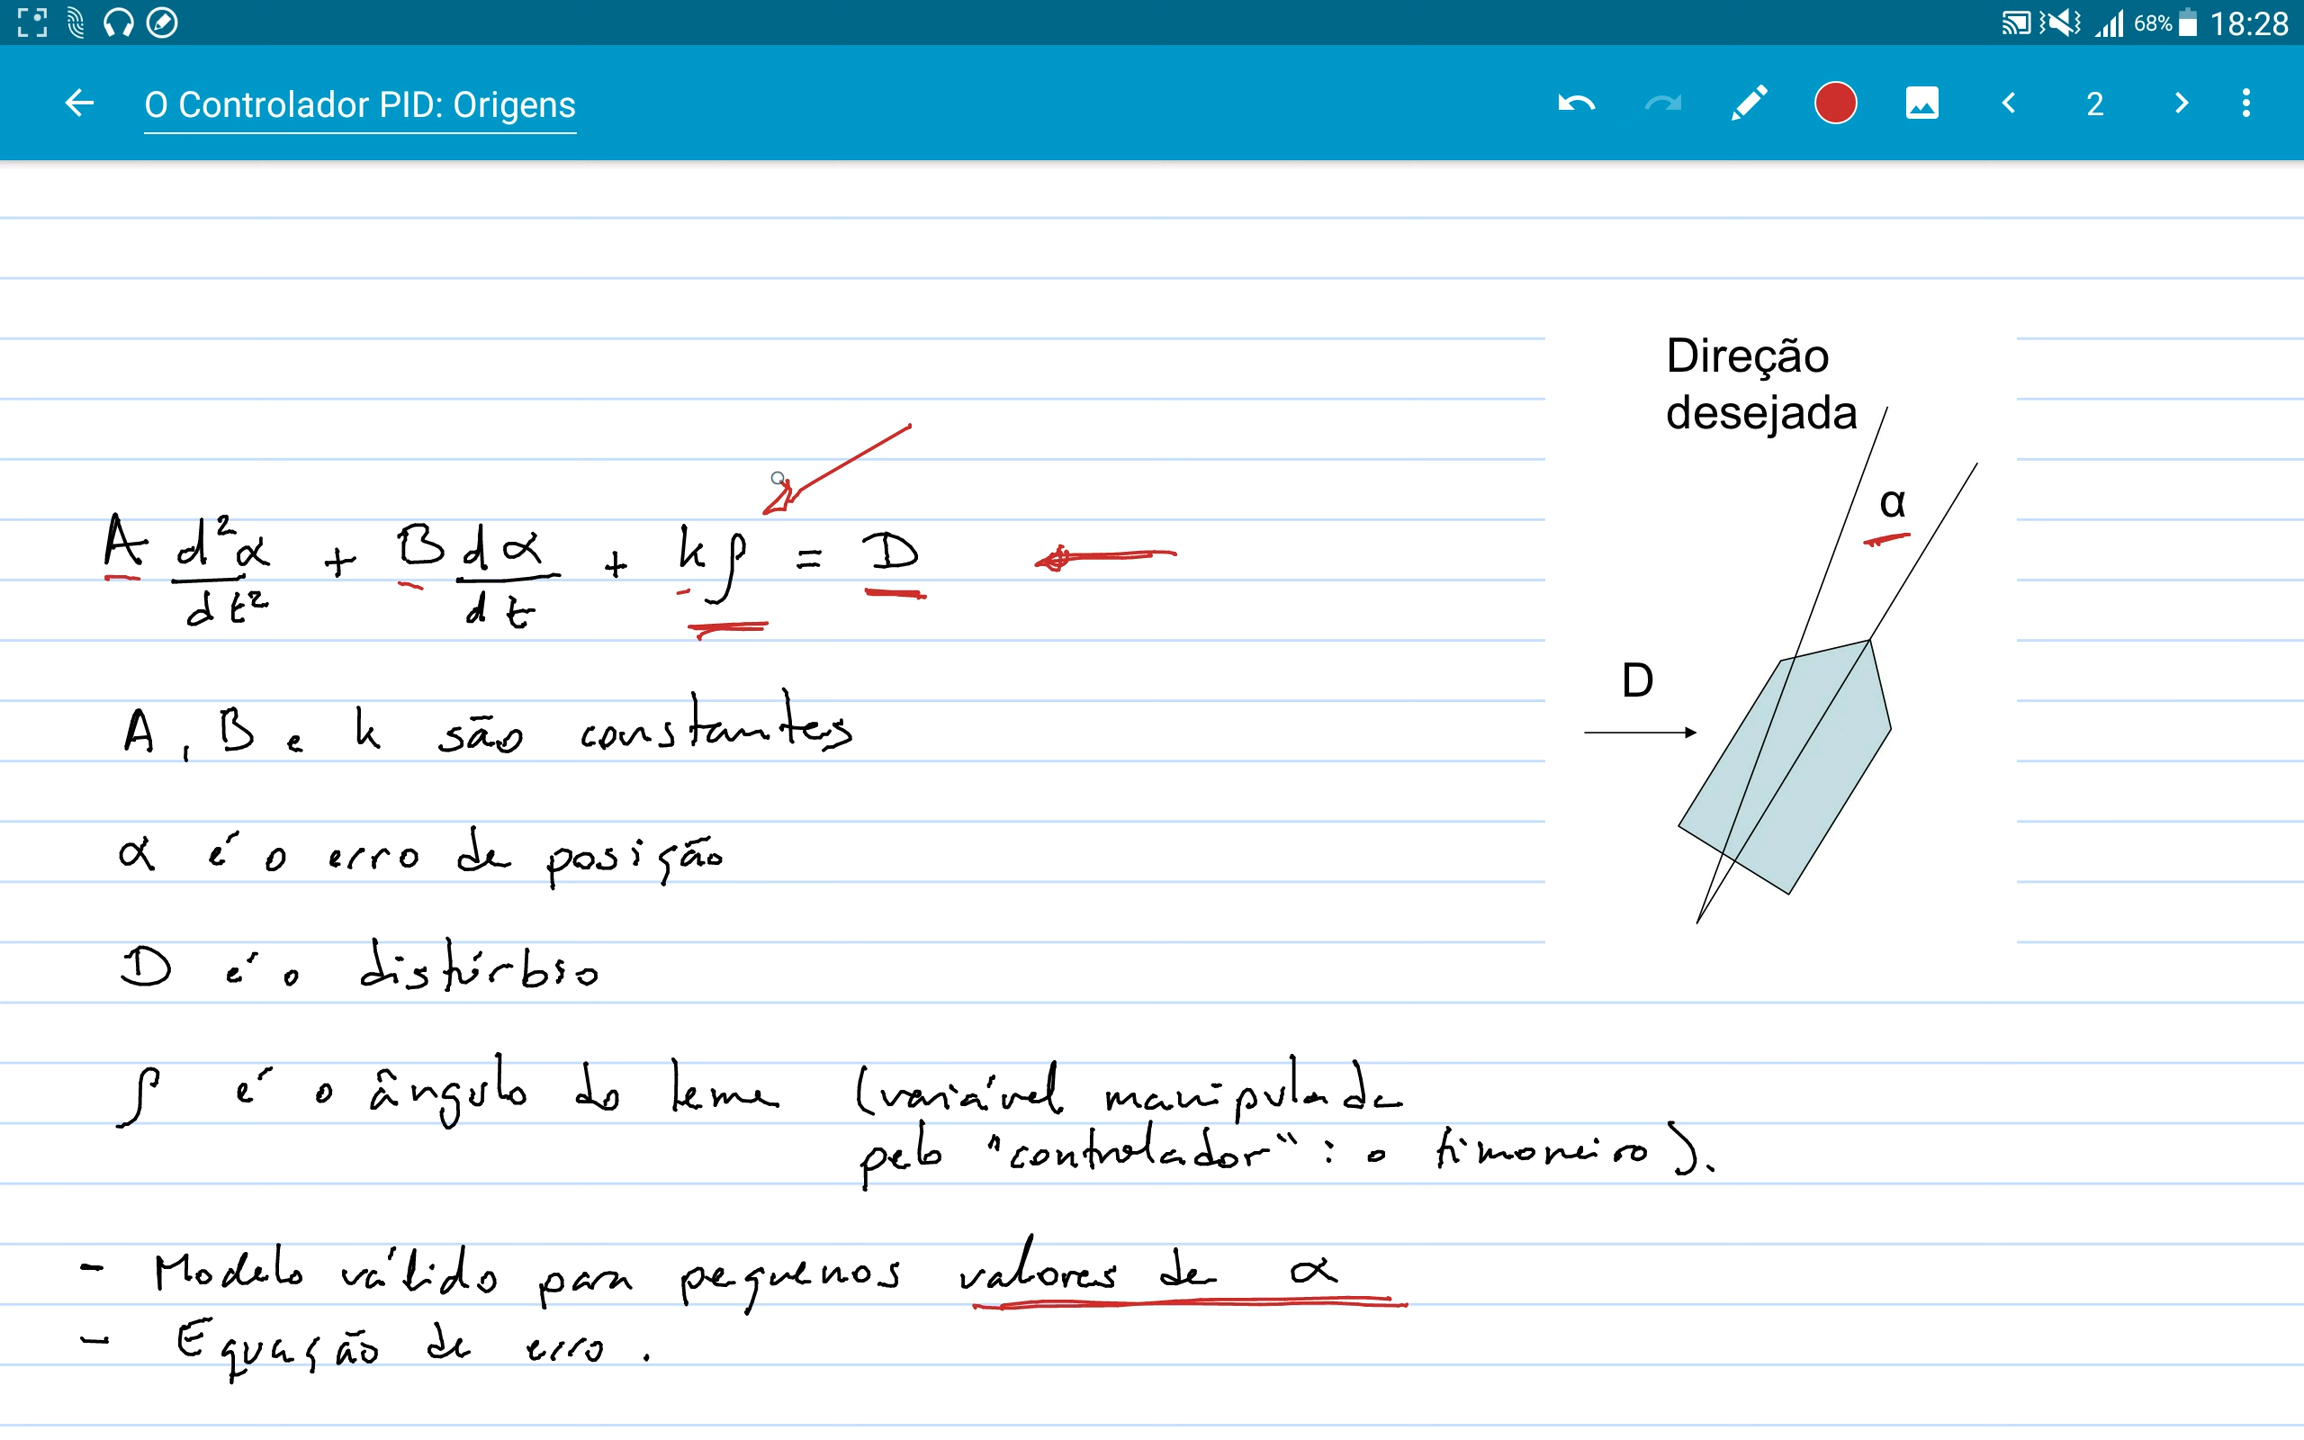 68% 18:28
O Controlador PID: Origens 2
Direção
desejada
α
A d²α/dt² + B dα/dt + kρ = D
D
A, B e k são constantes
α é o erro de posição
D é o distúrbio
ρ é o ângulo do leme (variável manipulada
pelo "controlador": o timoneiro).
- Modelo válido para pequenos valores de α
- Equação de erro.